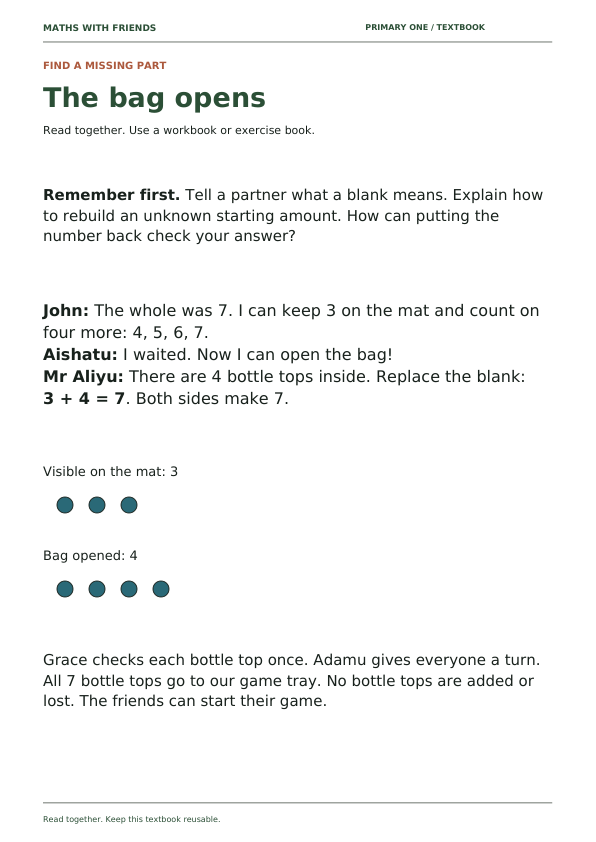 MATHS WITH FRIENDS
PRIMARY ONE / TEXTBOOK
FIND A MISSING PART
The bag opens
Read together. Use a workbook or exercise book.
Remember first. Tell a partner what a blank means. Explain how
to rebuild an unknown starting amount. How can putting the
number back check your answer?
John: The whole was 7. I can keep 3 on the mat and count on
four more: 4, 5, 6, 7.
Aishatu: I waited. Now I can open the bag!
Mr Aliyu: There are 4 bottle tops inside. Replace the blank:
3 + 4 = 7. Both sides make 7.
Visible on the mat: 3
Bag opened: 4
Grace checks each bottle top once. Adamu gives everyone a turn.
All 7 bottle tops go to our game tray. No bottle tops are added or
lost. The friends can start their game.
Read together. Keep this textbook reusable.